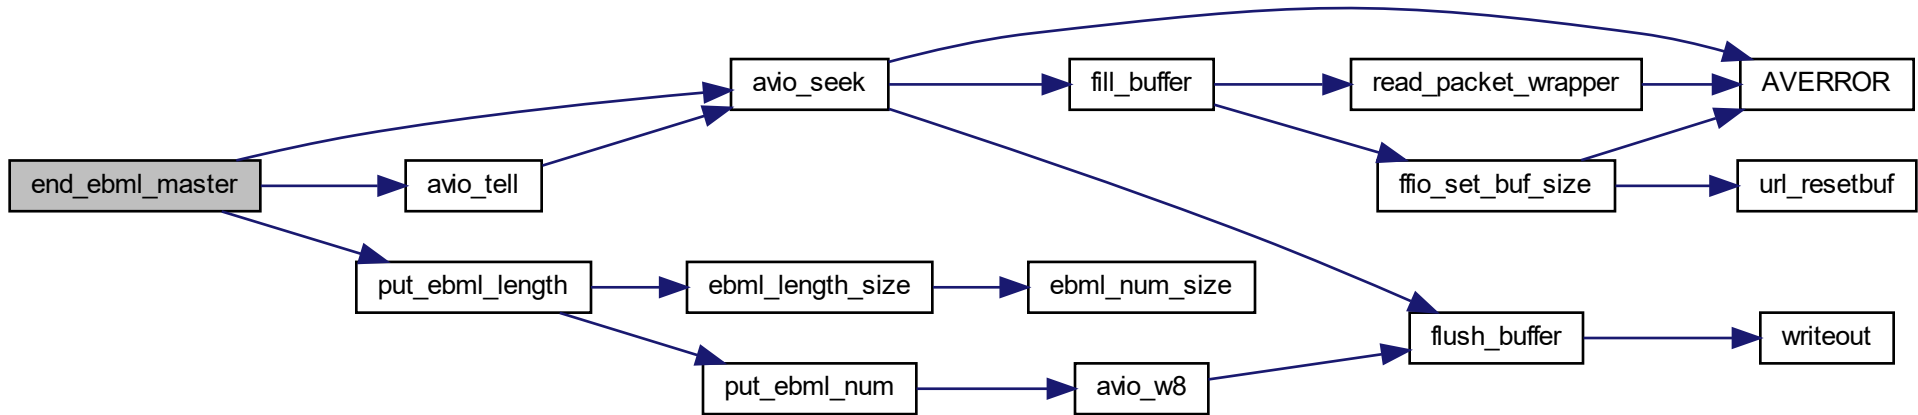 end_ebml_master
avio_seek
avio_tell
put_ebml_length
fill_buffer
read_packet_wrapper
AVERROR
ffio_set_buf_size
url_resetbuf
ebml_length_size
ebml_num_size
put_ebml_num
avio_w8
flush_buffer
writeout